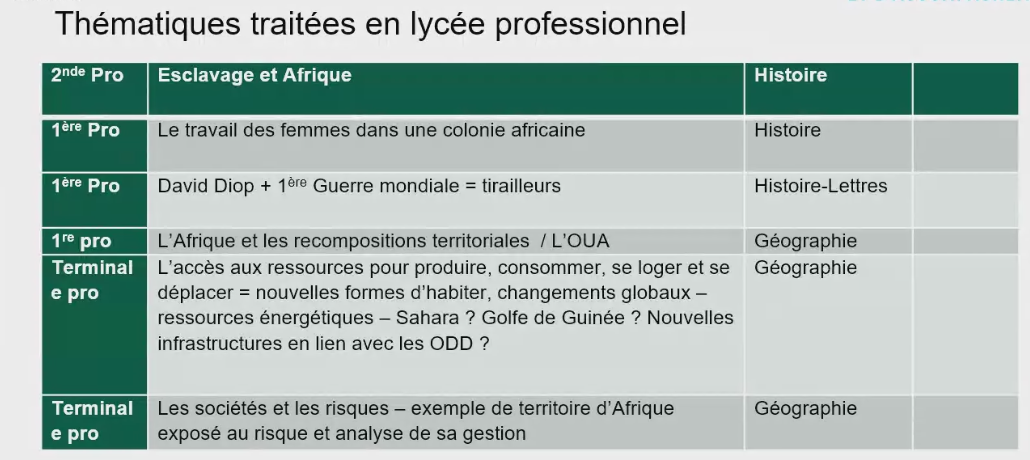 Thématiques traitées en lycée professionnel
2nde Pro Esclavage et Afrique Histoire
1ère Pro Le travail des femmes dans une colonie africaine Histoire
1ère Pro David Diop + 1ère Guerre mondiale = tirailleurs Histoire-Lettres
1re pro L'Afrique et les recompositions territoriales / L'OUA Géographie
Terminal L'accès aux ressources pour produire, consommer, se loger et se Géographie
e pro déplacer = nouvelles formes d'habiter, changements globaux –
ressources énergétiques – Sahara ? Golfe de Guinée ? Nouvelles
infrastructures en lien avec les ODD ?
Terminal Les sociétés et les risques – exemple de territoire d'Afrique Géographie
e pro exposé au risque et analyse de sa gestion